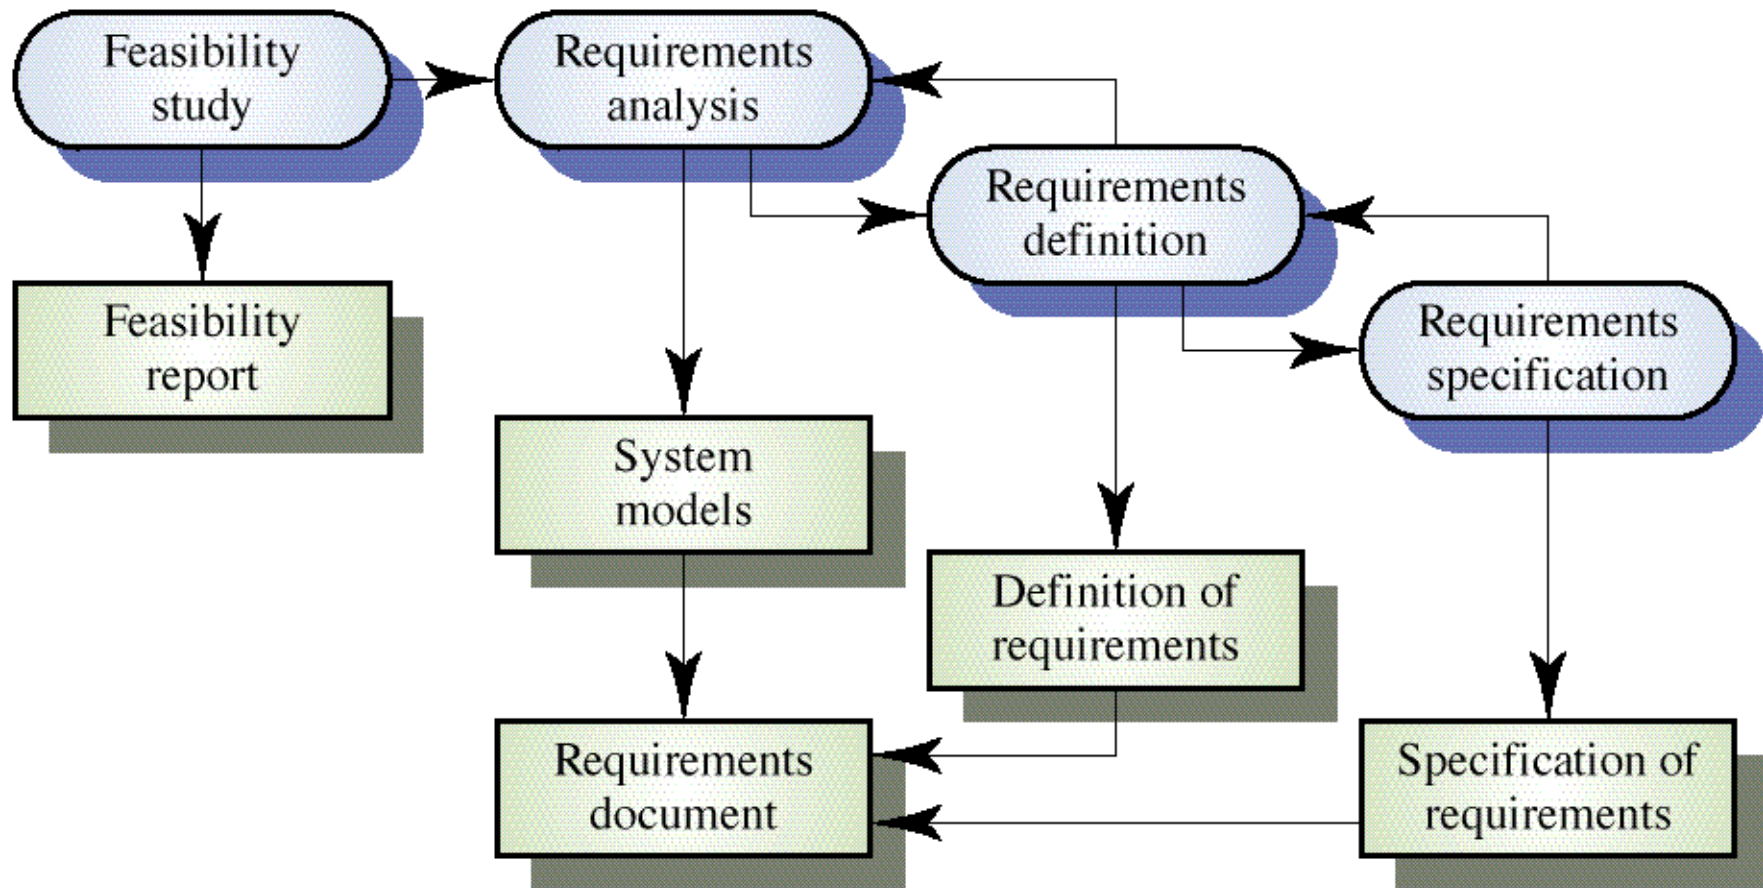 Feasibility
study
Requirements
analysis
Requirements
definition
Requirements
specification
Feasibility
report
System
models
Definition of
requirements
Requirements
document
Specification of
requirements